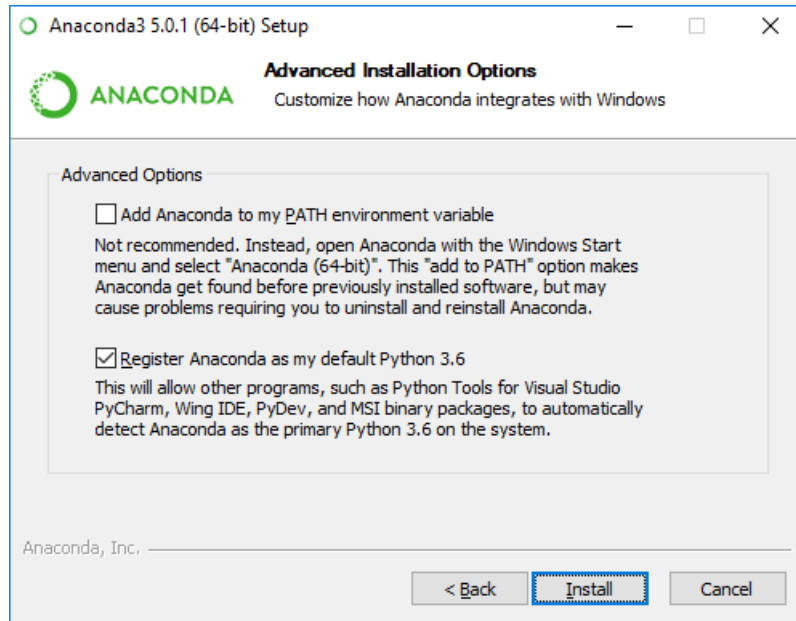 Anaconda3 5.0.1 (64-bit) Setup
ANACONDA
Advanced Installation Options
Customize how Anaconda integrates with Windows
Advanced Options
Add Anaconda to my PATH environment variable
Not recommended. Instead, open Anaconda with the Windows Start
menu and select "Anaconda (64-bit)". This "add to PATH" option makes
Anaconda get found before previously installed software, but may
cause problems requiring you to uninstall and reinstall Anaconda.
Register Anaconda as my default Python 3.6
This will allow other programs, such as Python Tools for Visual Studio
PyCharm, Wing IDE, PyDev, and MSI binary packages, to automatically
detect Anaconda as the primary Python 3.6 on the system.
Anaconda, Inc.
< Back Install Cancel